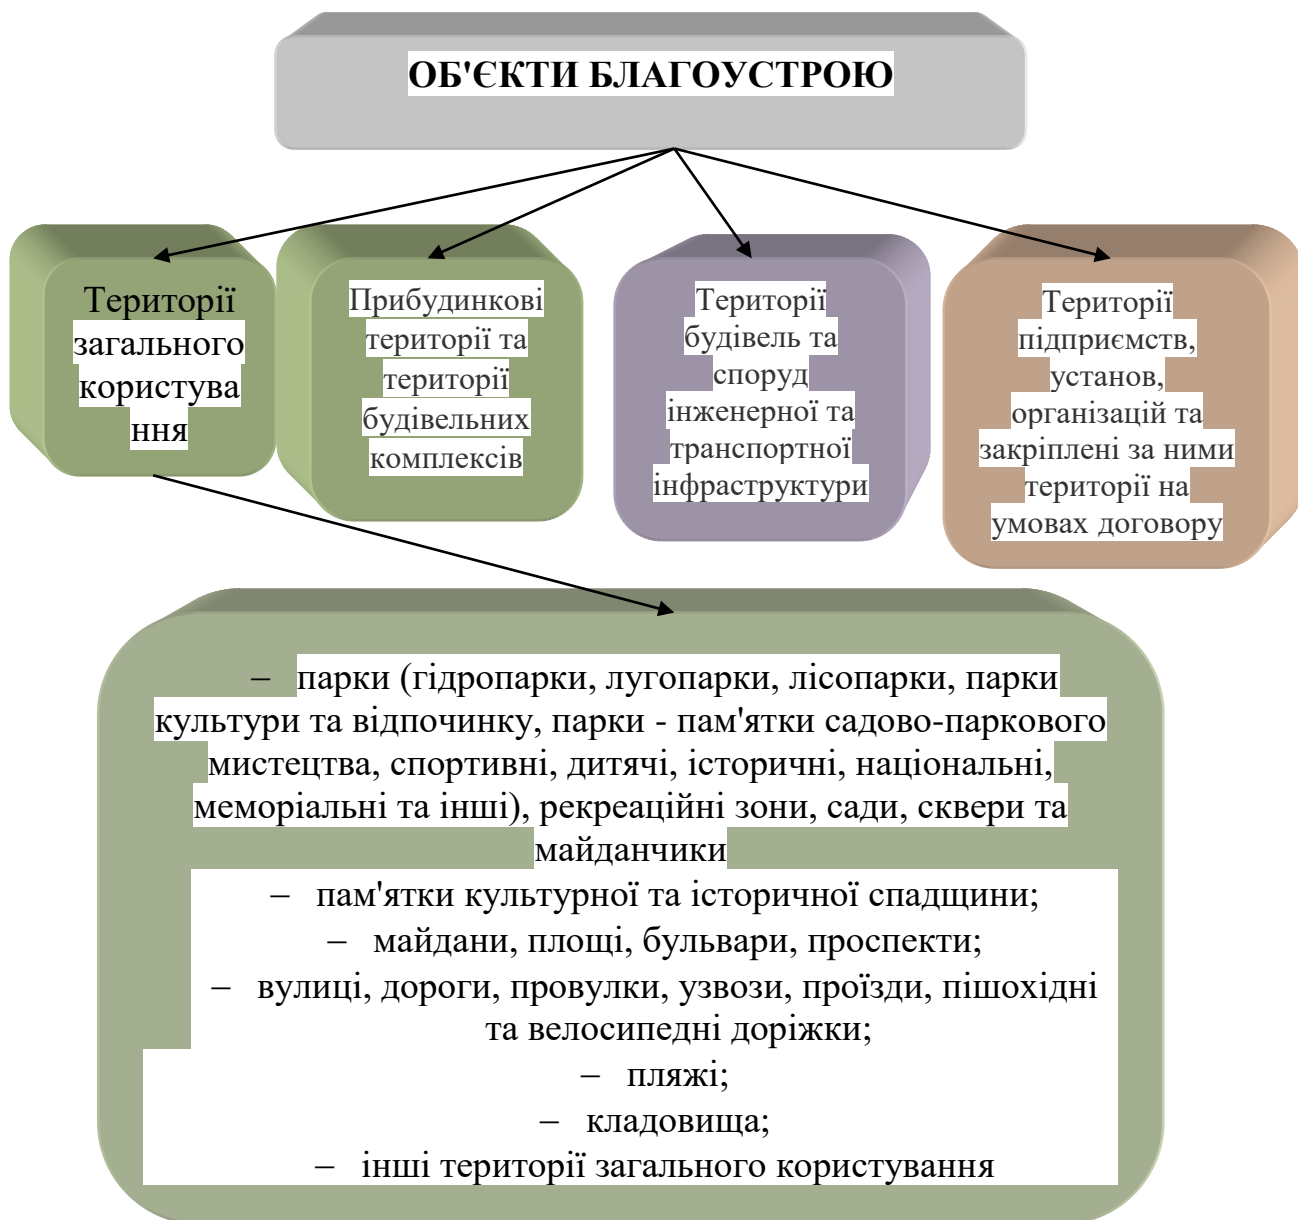 ОБ'ЄКТИ БЛАГОУСТРОЮ
Території
загального
користува
ння
Прибудинкові
території та
території
будівельних
комплексів
Території
будівель та
споруд
інженерної та
транспортної
інфраструктури
Території
підприємств,
установ,
організацій та
закріплені за ними
території на
умовах договору
– парки (гідропарки, лугопарки, лісопарки, парки
культури та відпочинку, парки - пам'ятки садово-паркового
мистецтва, спортивні, дитячі, історичні, національні,
меморіальні та інші), рекреаційні зони, сади, сквери та
майданчики
– пам'ятки культурної та історичної спадщини;
– майдани, площі, бульвари, проспекти;
– вулиці, дороги, провулки, узвози, проїзди, пішохідні
та велосипедні доріжки;
– пляжі;
– кладовища;
– інші території загального користування